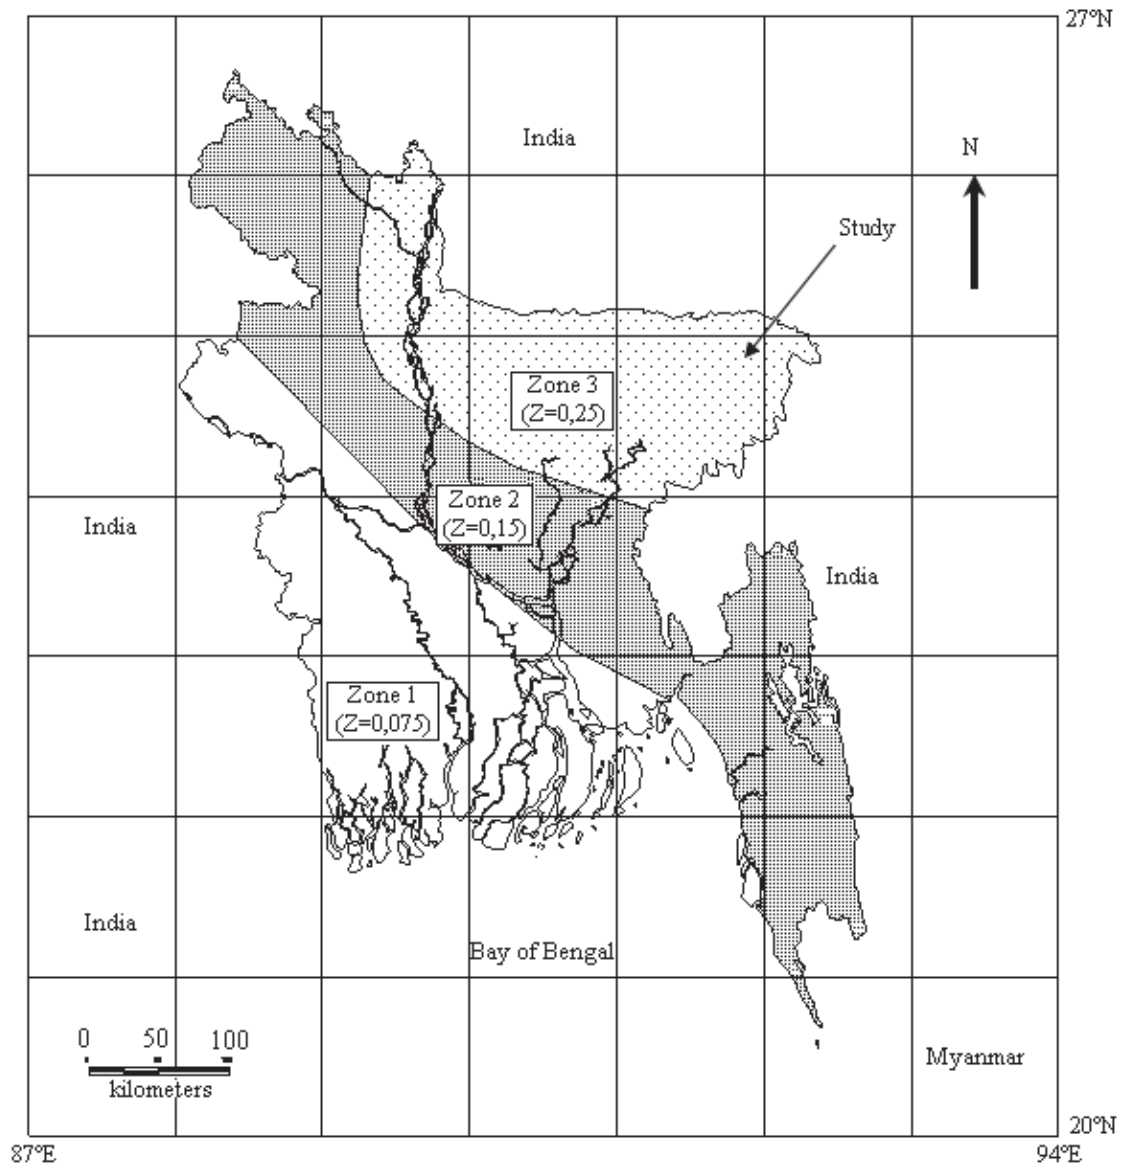 27°N
India
N
Study
Zone 3
(Z=0,25)
Zone 2
(Z=0,15)
India
India
Zone 1
(Z=0,075)
India
Bay of Bengal
0 50 100
kilometers
Myanmar
20°N
87°E
94°E